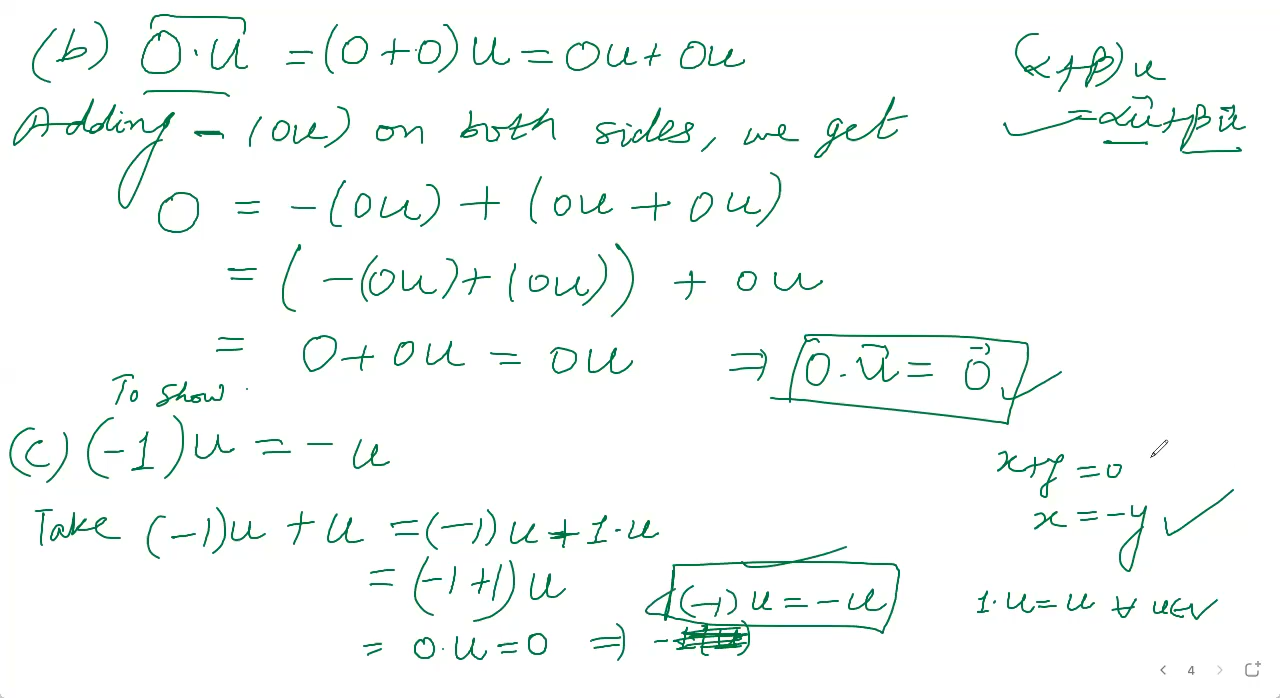 (b) 0·u = (0+0)u = 0u + 0u
(α+β)u
= αu⃗ + βu⃗
Adding -(0u) on both sides, we get
0 = -(0u) + (0u + 0u)
= (-(0u)+(0u)) + 0u
= 0+0u = 0u ⇒ 0·u⃗ = 0⃗
To show
(c) (-1)u = -u
x+y = 0
x = -y
Take (-1)u + u = (-1)u + 1·u
= (-1+1)u
(-1)u = -u
1·u = u ∀ u∈V
= 0·u = 0 ⇒
< 4 >